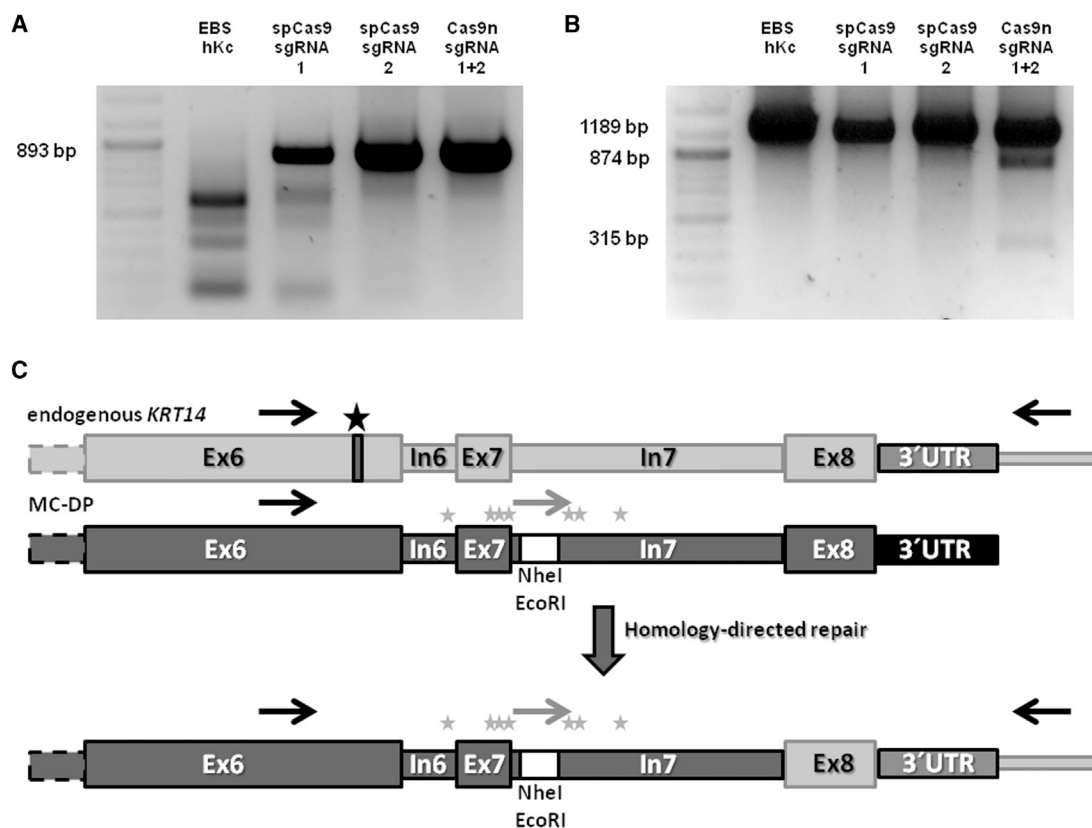 A
EBS
hKc
spCas9
sgRNA
1
spCas9
sgRNA
2
Cas9n
sgRNA
1+2
893 bp
B
EBS
hKc
spCas9
sgRNA
1
spCas9
sgRNA
2
Cas9n
sgRNA
1+2
1189 bp
874 bp
315 bp
C
endogenous KRT14
Ex6
In6
Ex7
In7
Ex8
3´UTR
MC-DP
Ex6
In6
Ex7
In7
Ex8
3´UTR
NheI
EcoRI
Homology-directed repair
Ex6
In6
Ex7
In7
Ex8
3´UTR
NheI
EcoRI